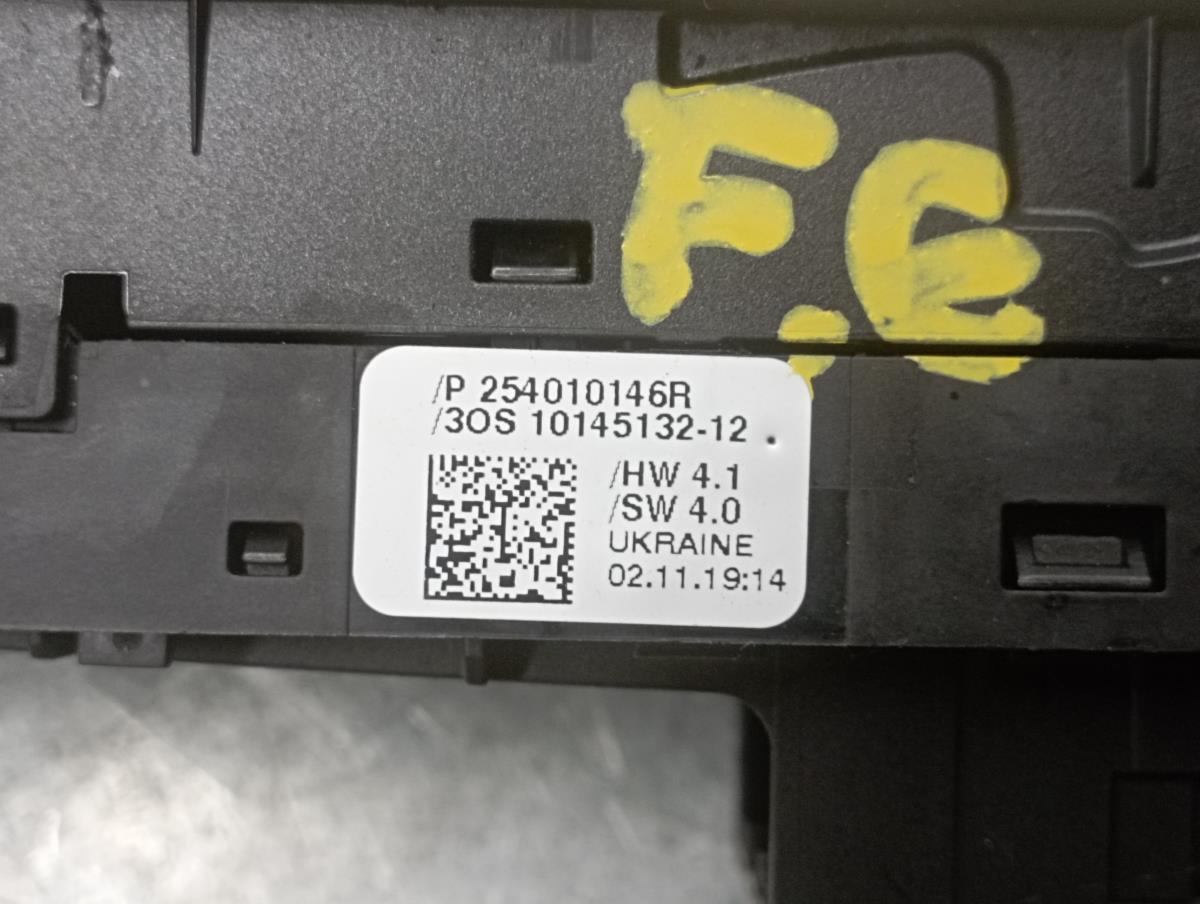 F.E
/P 254010146R
/3OS 10145132-12 .
/HW 4.1
/SW 4.0
UKRAINE
02.11.19:14